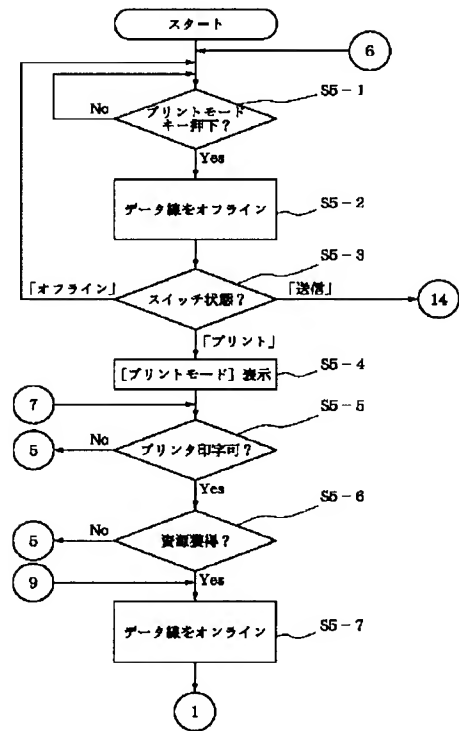 スタート
6
S5-1
No
プリントモード
キー押下?
Yes
データ線をオフライン
S5-2
S5-3
「オフライン」
スイッチ状態?
「送信」
14
「プリント」
S5-4
[プリントモード] 表示
7
S5-5
No
5
プリンタ印字可?
Yes
S5-6
No
5
資源獲得?
9
Yes
データ線をオンライン
S5-7
1